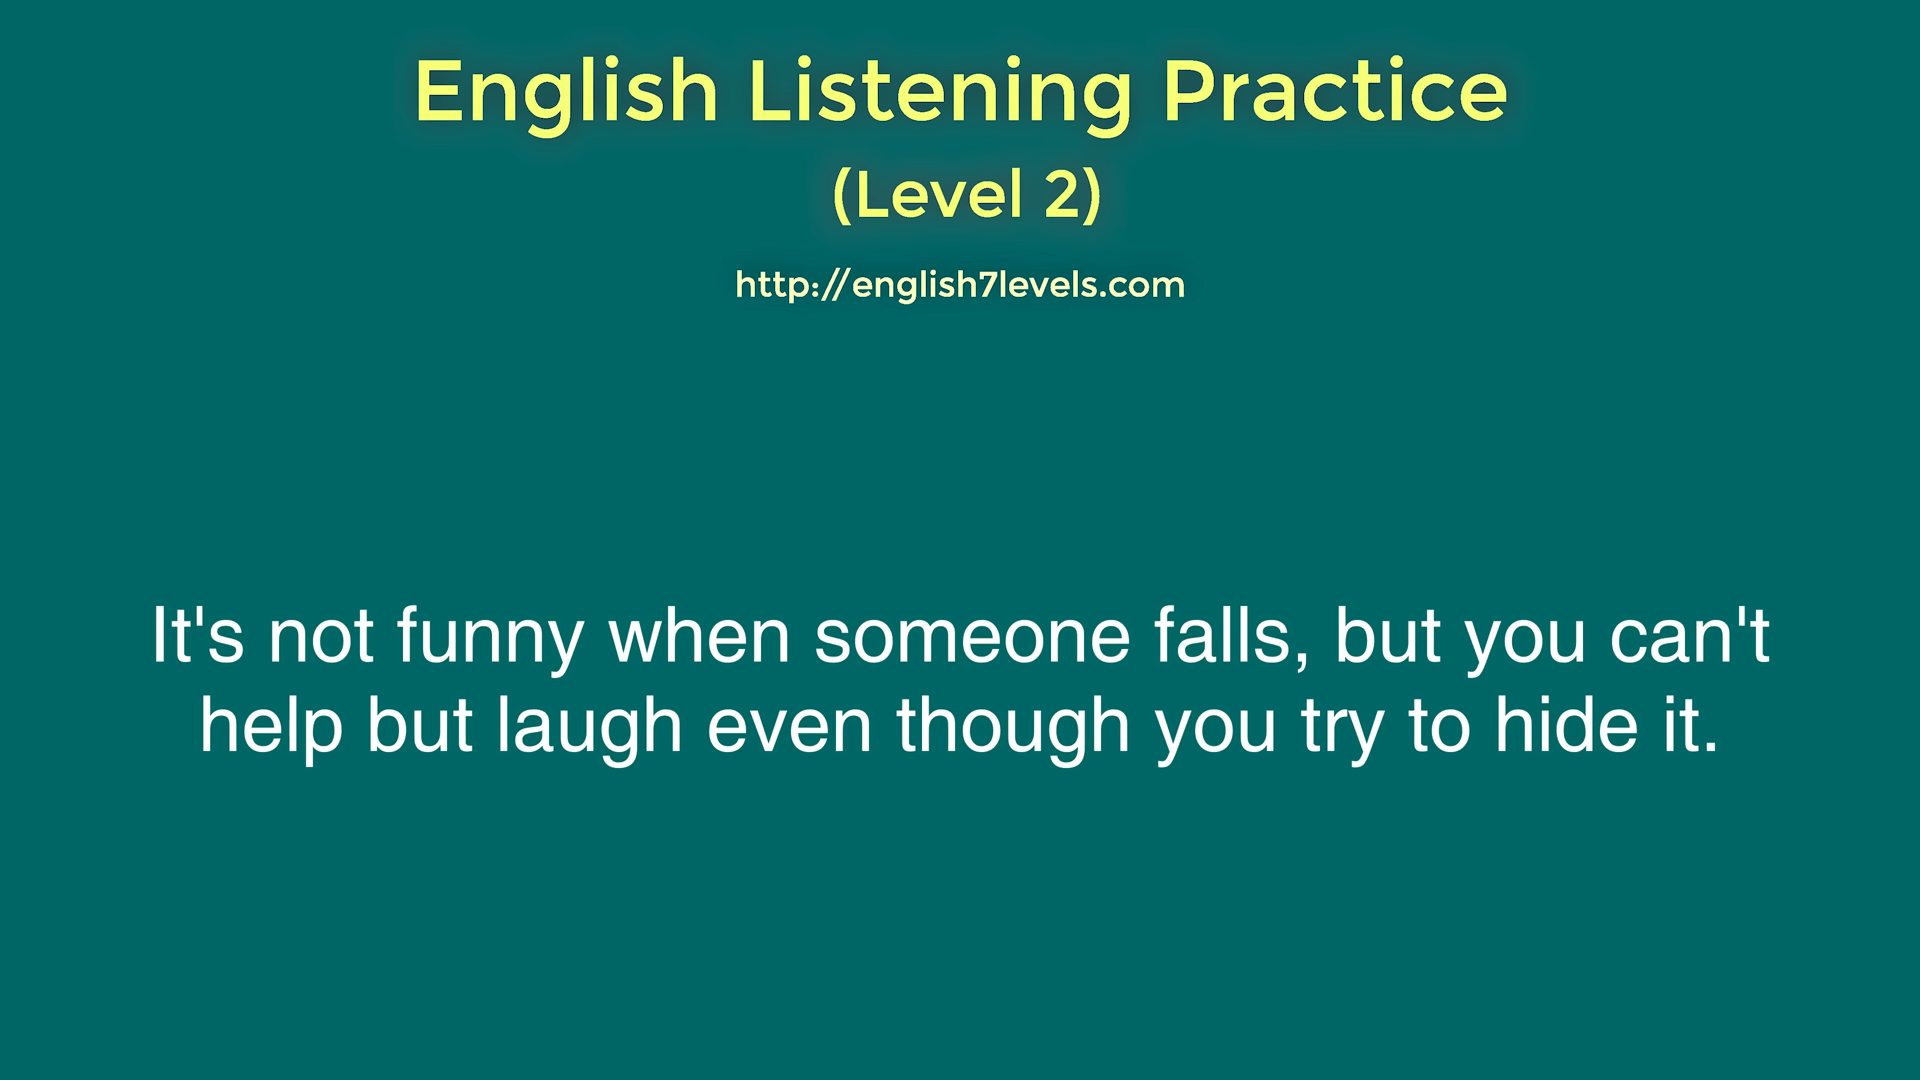 English Listening Practice
(Level 2)
http://english7levels.com
It's not funny when someone falls, but you can't
help but laugh even though you try to hide it.